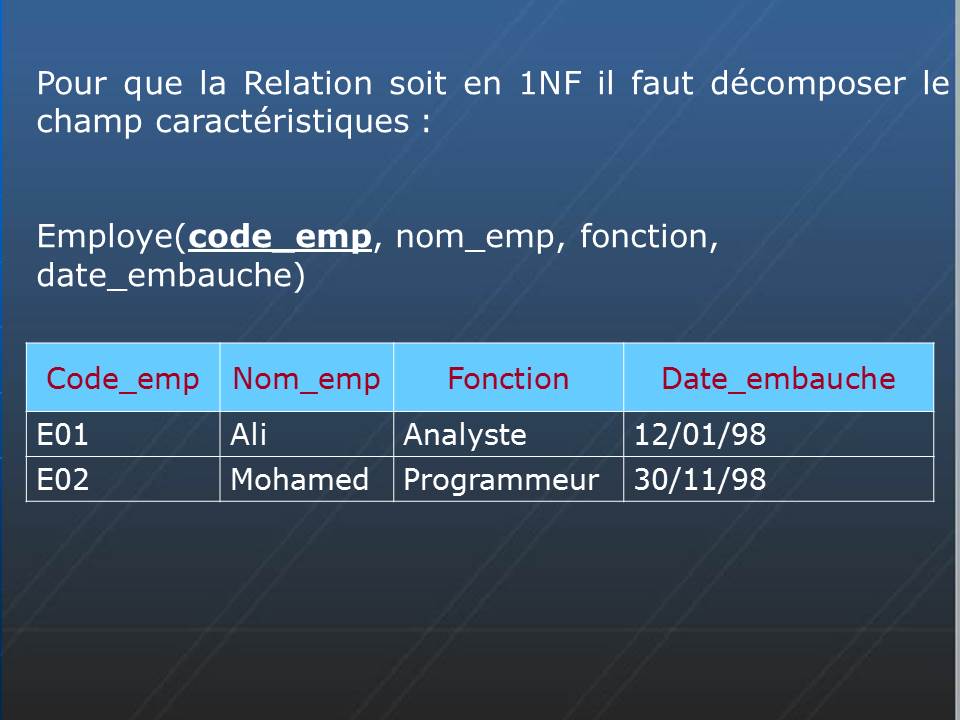 Pour que la Relation soit en 1NF il faut décomposer le
champ caractéristiques :
Employe(code_emp, nom_emp, fonction,
date_embauche)
Code_emp Nom_emp Fonction Date_embauche
E01 Ali Analyste 12/01/98
E02 Mohamed Programmeur 30/11/98